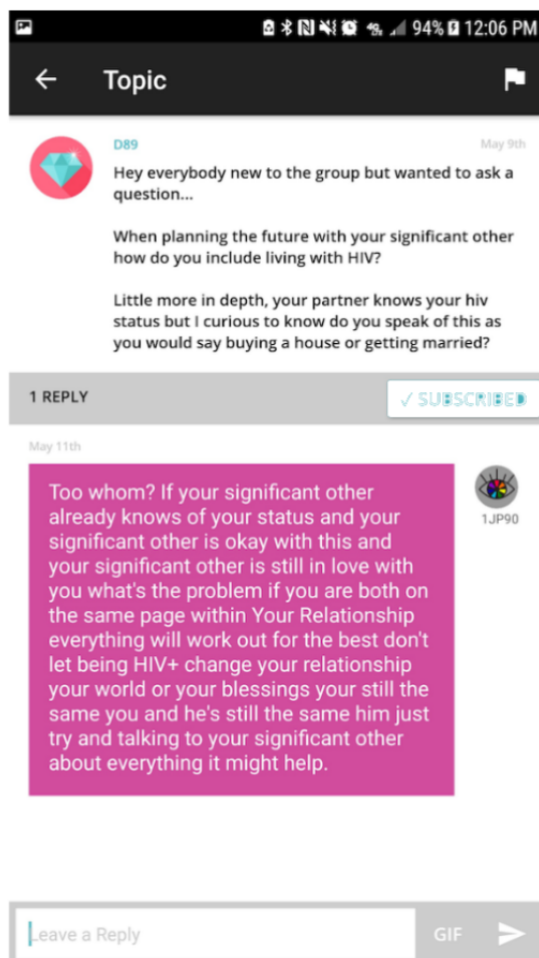 94% 12:06 PM
Topic
D89
May 9th
Hey everybody new to the group but wanted to ask a
question...
When planning the future with your significant other
how do you include living with HIV?
Little more in depth, your partner knows your hiv
status but I curious to know do you speak of this as
you would say buying a house or getting married?
1 REPLY
✓ SUBSCRIBED
May 11th
Too whom? If your significant other
already knows of your status and your
significant other is okay with this and
your significant other is still in love with
you what's the problem if you are both on
the same page within Your Relationship
everything will work out for the best don't
let being HIV+ change your relationship
your world or your blessings your still the
same you and he's still the same him just
try and talking to your significant other
about everything it might help.
1JP90
Leave a Reply
GIF